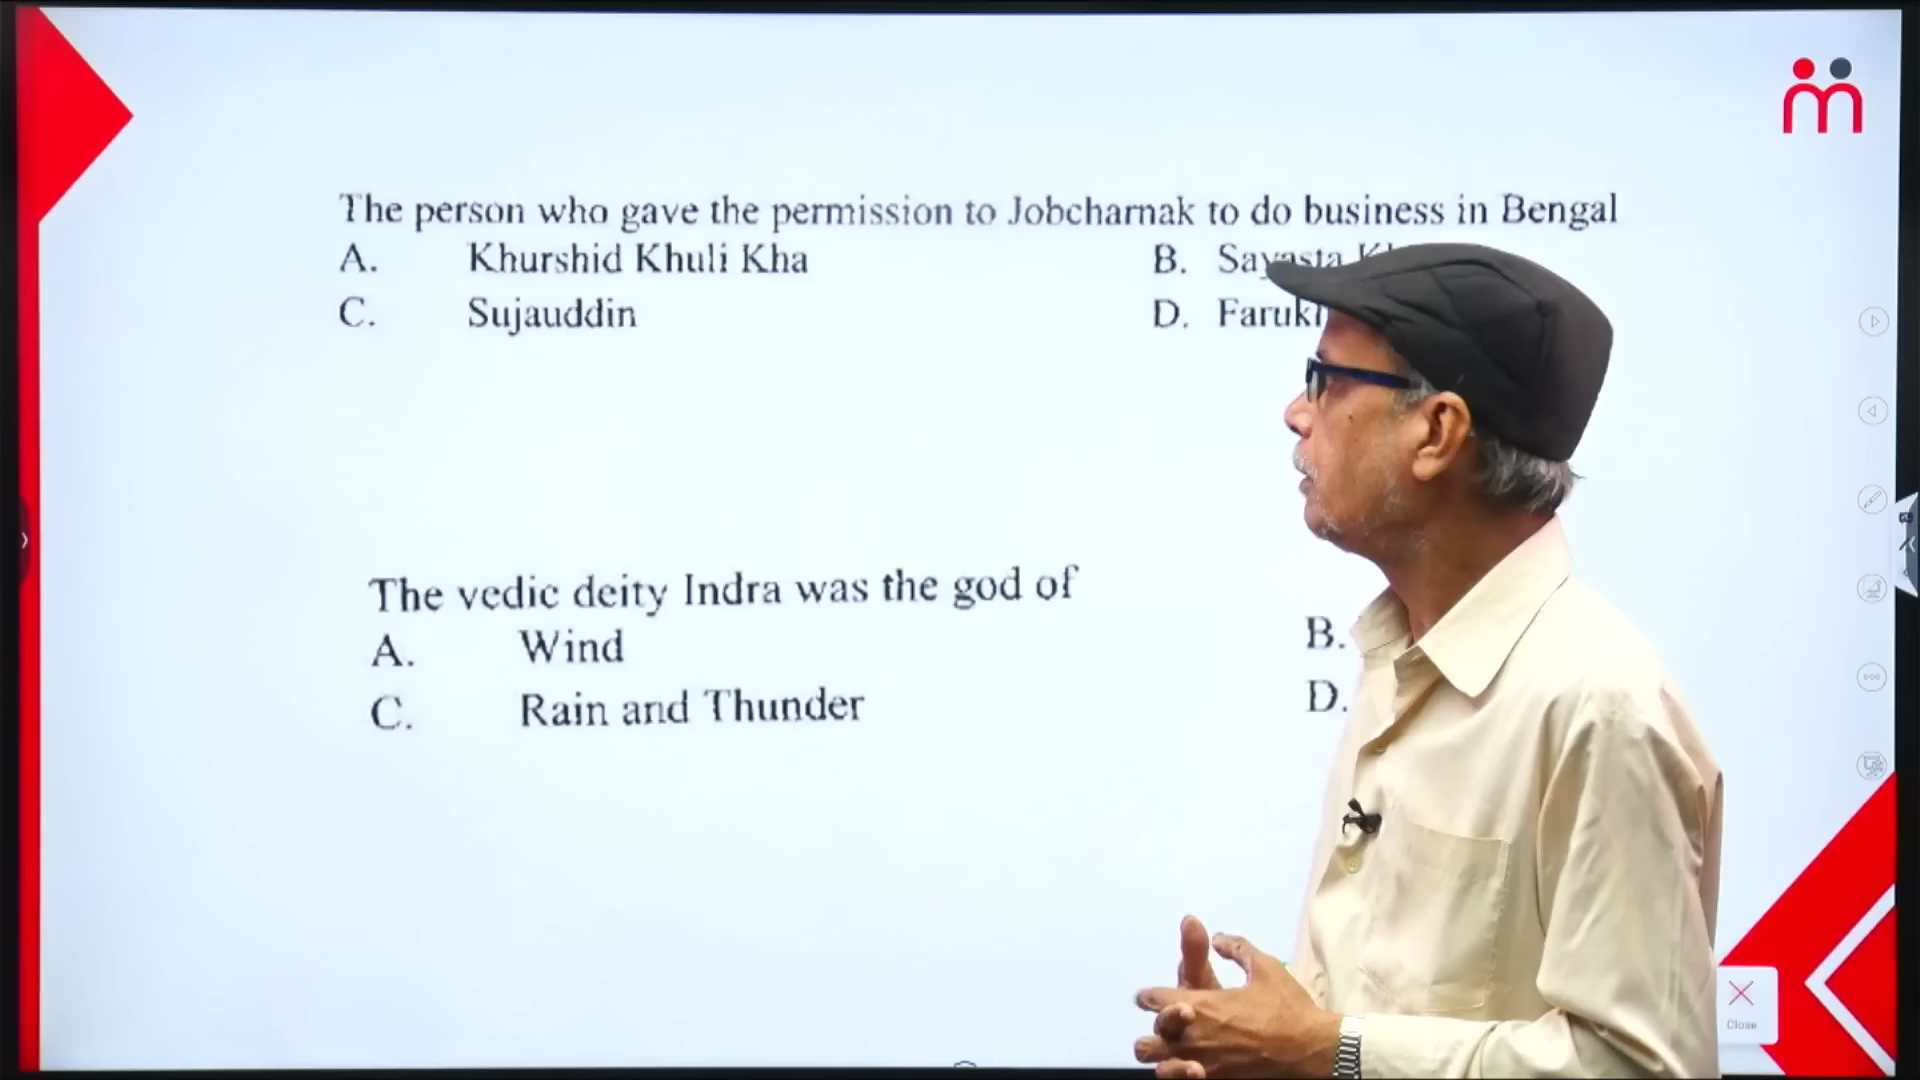 The person who gave the permission to Jobcharnak to do business in Bengal
A. Khurshid Khuli Kha B.
C. Sujauddin D.
The vedic deity Indra was the god of
A. Wind B.
C. Rain and Thunder D.
Close